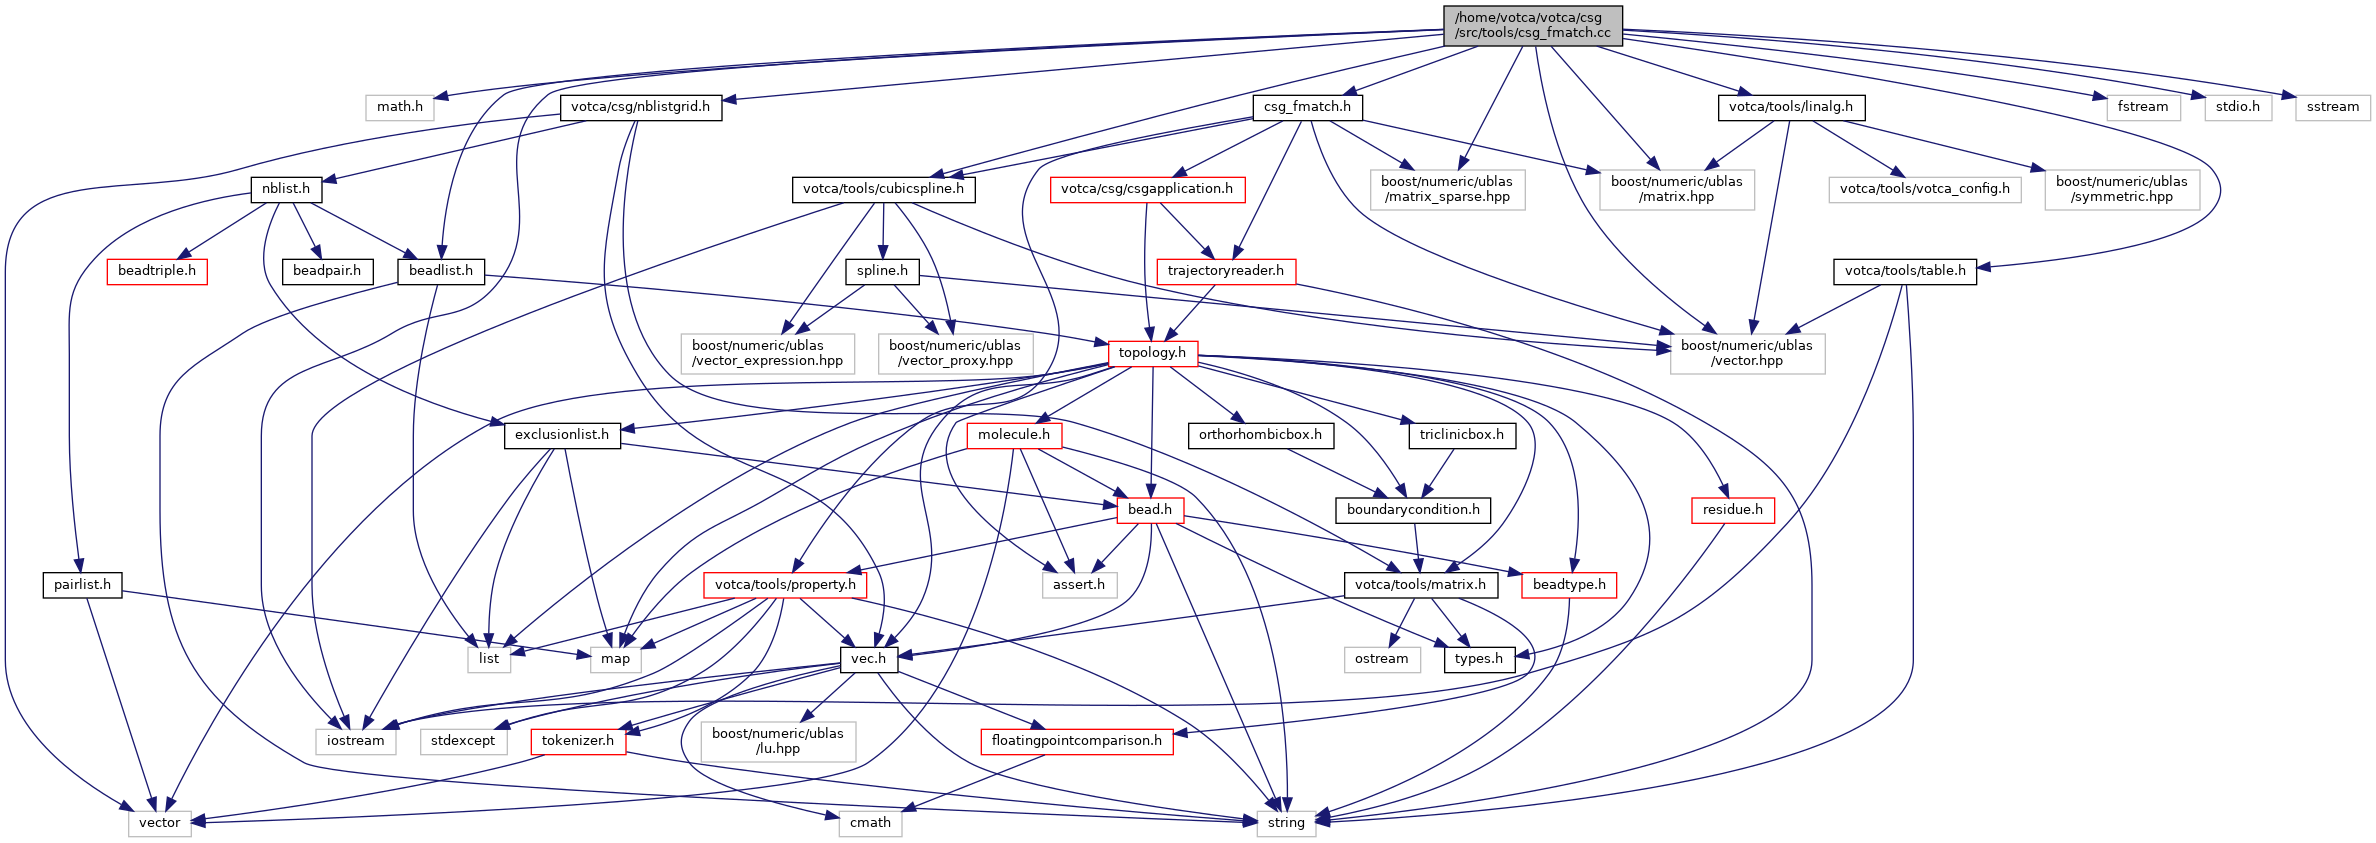 /home/votca/votca/csg
/src/tools/csg_fmatch.cc
math.h
votca/csg/nblistgrid.h
csg_fmatch.h
votca/tools/linalg.h
fstream
stdio.h
sstream
nblist.h
votca/tools/cubicspline.h
votca/csg/csgapplication.h
boost/numeric/ublas
/matrix_sparse.hpp
boost/numeric/ublas
/matrix.hpp
votca/tools/votca_config.h
boost/numeric/ublas
/symmetric.hpp
beadtriple.h
beadpair.h
beadlist.h
spline.h
trajectoryreader.h
votca/tools/table.h
boost/numeric/ublas
/vector_expression.hpp
boost/numeric/ublas
/vector_proxy.hpp
topology.h
boost/numeric/ublas
/vector.hpp
exclusionlist.h
molecule.h
orthorhombicbox.h
triclinicbox.h
bead.h
boundarycondition.h
residue.h
pairlist.h
votca/tools/property.h
assert.h
votca/tools/matrix.h
beadtype.h
list
map
vec.h
ostream
types.h
iostream
stdexcept
tokenizer.h
boost/numeric/ublas
/lu.hpp
floatingpointcomparison.h
vector
cmath
string